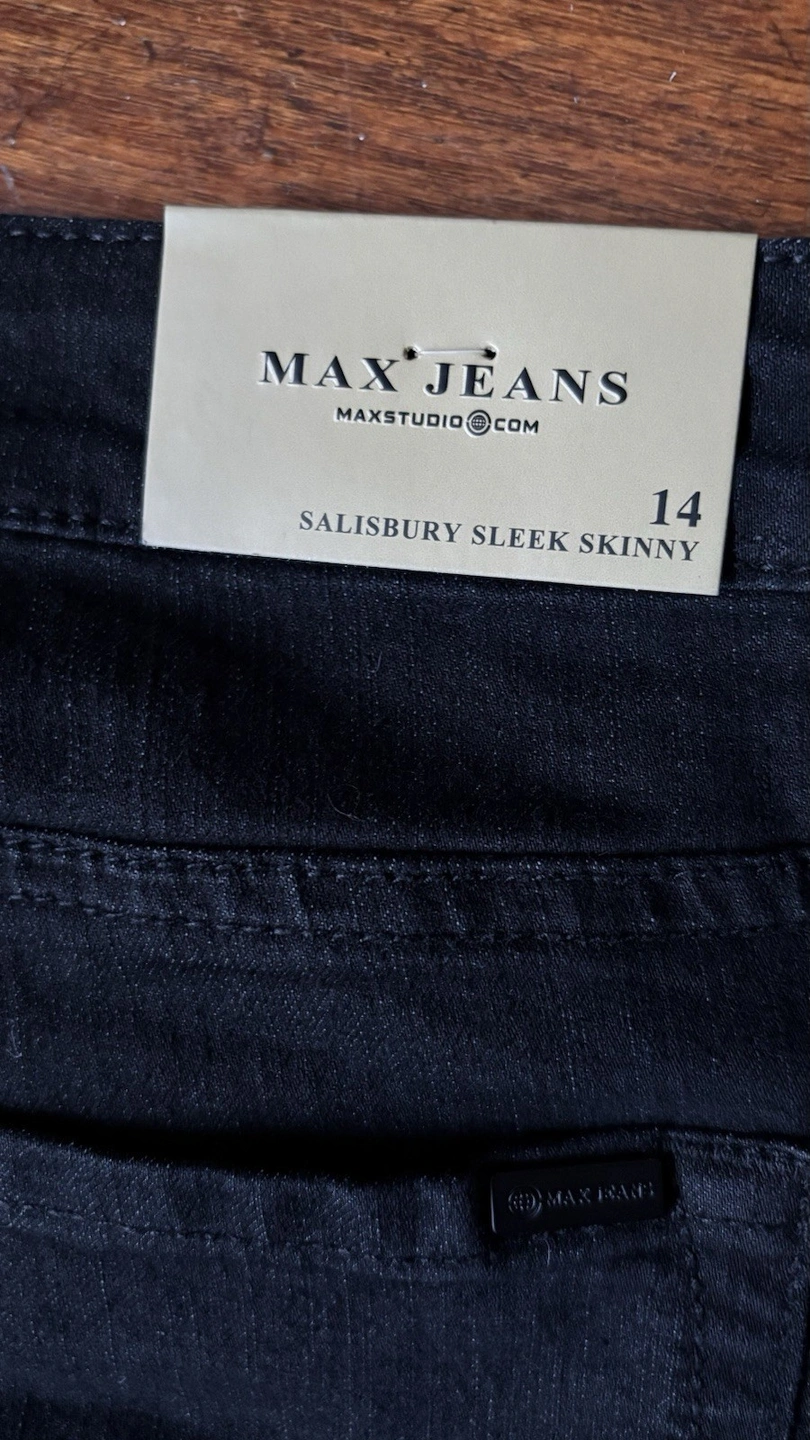 MAX JEANS
MAXSTUDIO COM
14
SALISBURY SLEEK SKINNY
MAX JEANS